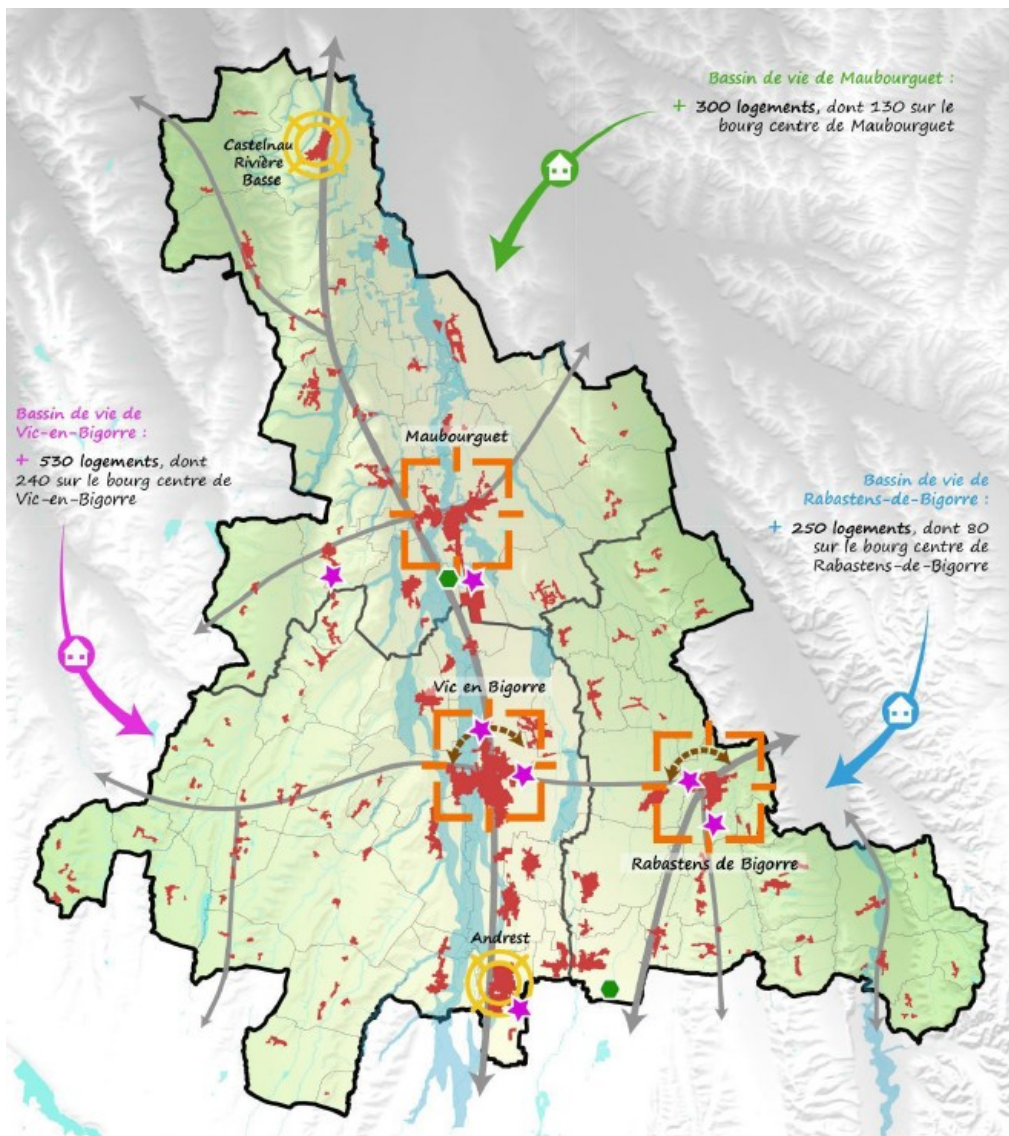 Bassin de vie de Maubourguet :
+ 300 logements, dont 130 sur le
bourg centre de Maubourguet
Castelnau
Rivière
Basse
Bassin de vie de
Vic-en-Bigorre :
+ 530 logements, dont
240 sur le bourg centre de
Vic-en-Bigorre
Maubourguet
Bassin de vie de
Rabastens-de-Bigorre :
+ 250 logements, dont 80
sur le bourg centre de
Rabastens-de-Bigorre
Vic en Bigorre
Rabastens de Bigorre
Andrest